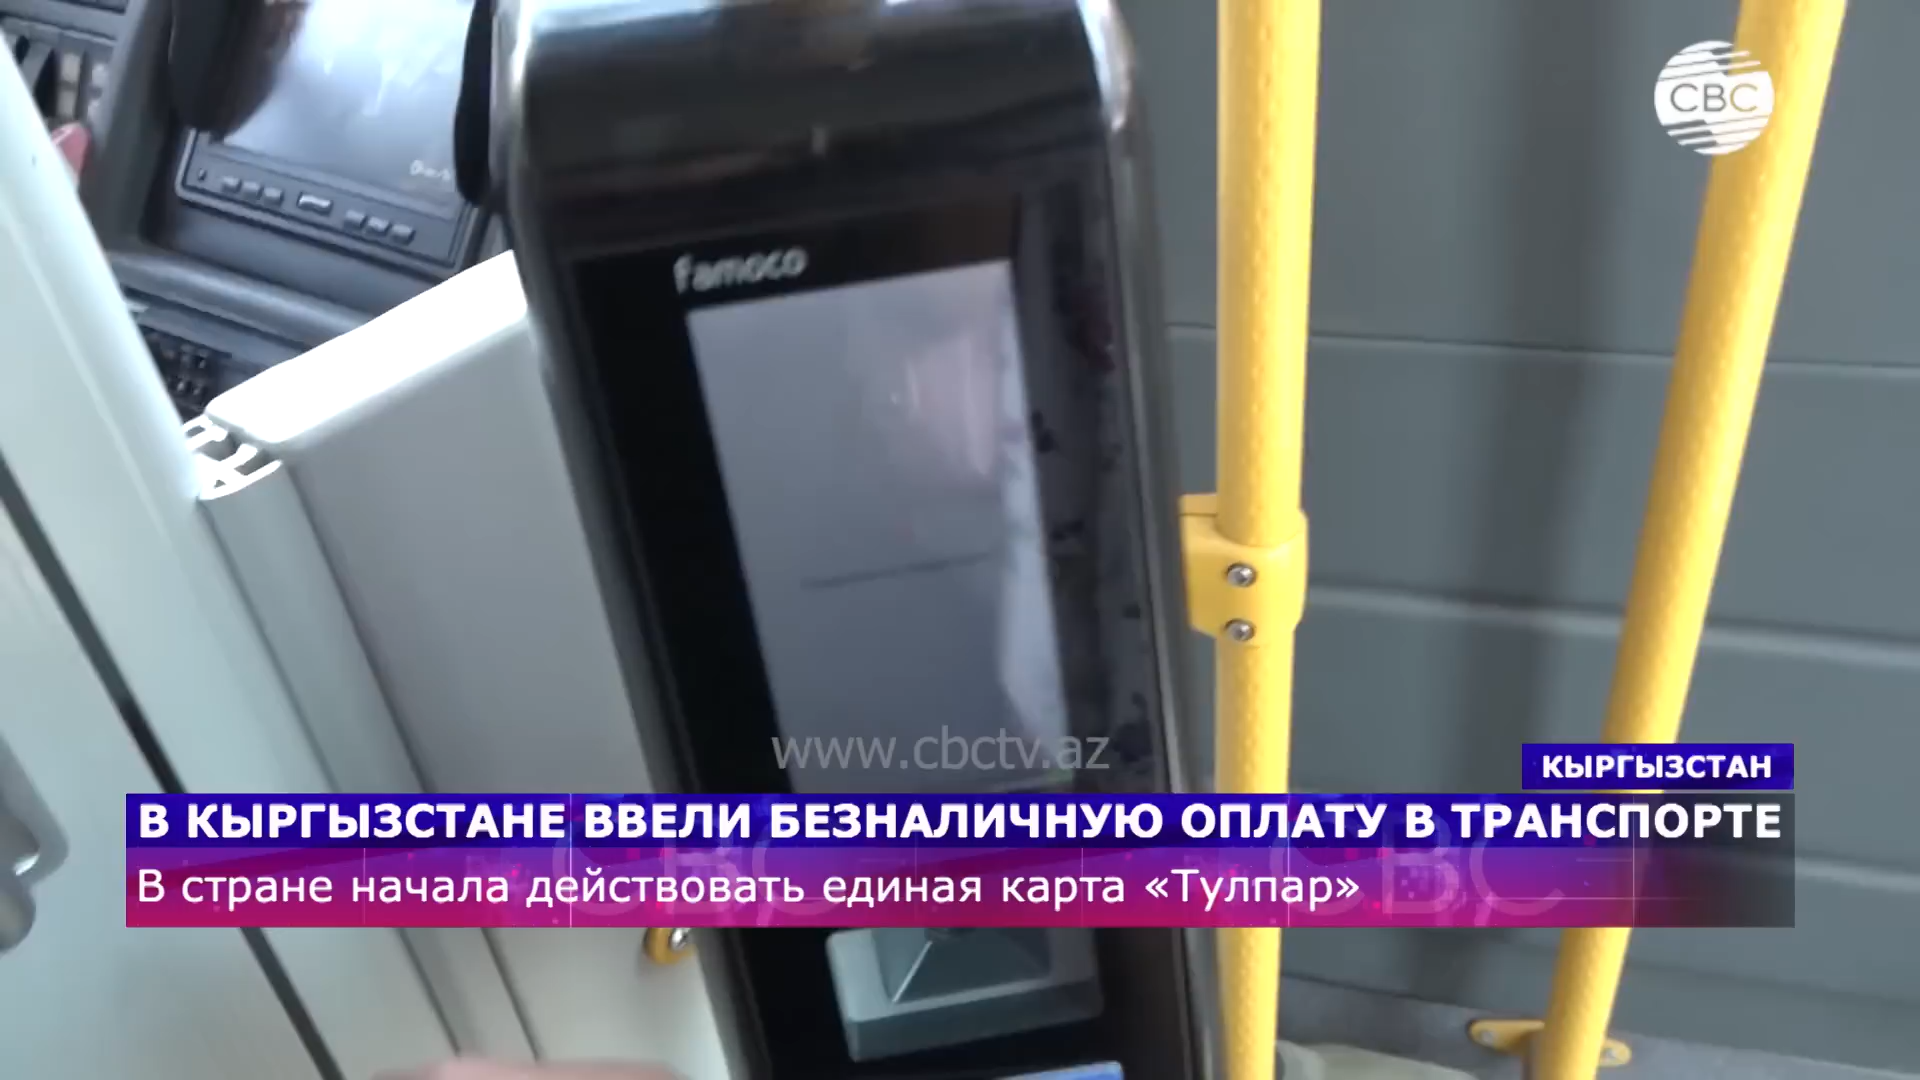 CBC
famoco
www.cbctv.az
КЫРГЫЗСТАН
В КЫРГЫЗСТАНЕ ВВЕЛИ БЕЗНАЛИЧНУЮ ОПЛАТУ В ТРАНСПОРТЕ
В стране начала действовать единая карта «Тулпар»